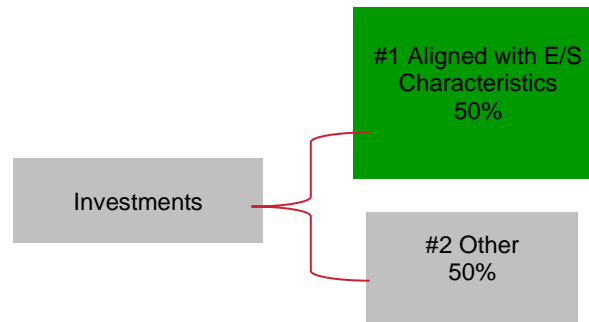 #1 Aligned with E/S
Characteristics
50%
Investments
#2 Other
50%